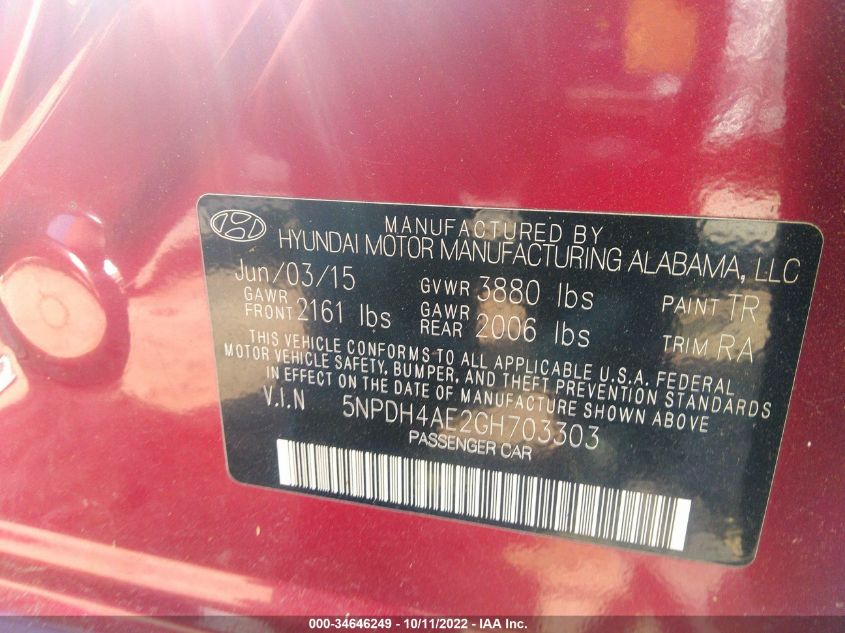 MANUFACTURED BY
HYUNDAI MOTOR MANUFACTURING ALABAMA, LLC
Jun/03/15 GVWR 3880 lbs PAINT TR
GAWR FRONT 2161 lbs GAWR REAR 2006 lbs TRIM RA
THIS VEHICLE CONFORMS TO ALL APPLICABLE U.S.A. FEDERAL
MOTOR VEHICLE SAFETY, BUMPER, AND THEFT PREVENTION STANDARDS
IN EFFECT ON THE DATE OF MANUFACTURE SHOWN ABOVE
V.I.N 5NPDH4AE2GH703303
PASSENGER CAR
000-34646249 - 10/11/2022 - IAA Inc.